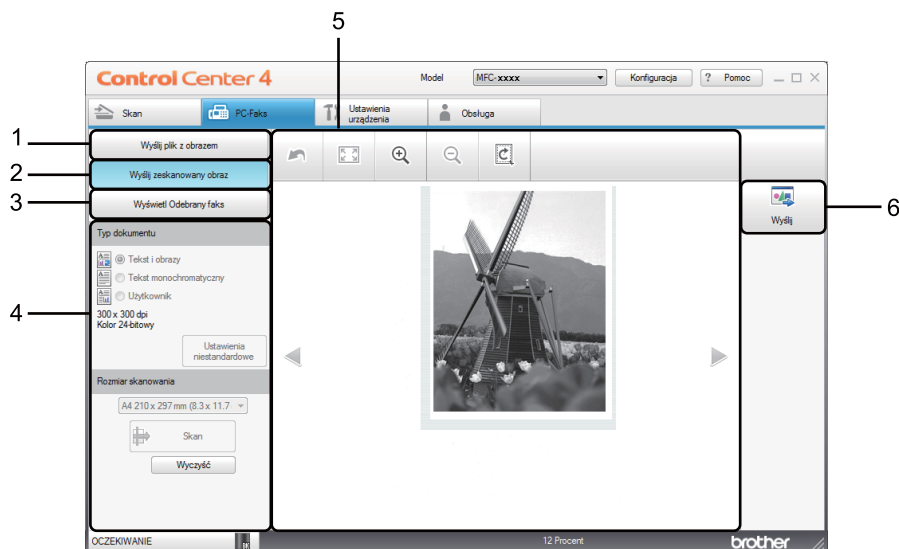 5
Control Center 4
Model
MFC-xxxx
Konfiguracja
? Pomoc
Skan
PC-Faks
Ustawienia
urządzenia
Obsługa
1
Wyślij plik z obrazem
2
Wyślij zeskanowany obraz
3
Wyświetl Odebrany faks
Wyślij
6
4
Typ dokumentu
Tekst i obrazy
Tekst monochromatyczny
Użytkownik
300 x 300 dpi
Kolor 24-bitowy
Ustawienia
niestandardowe
Rozmiar skanowania
A4 210 x 297 mm (8.3 x 11.7
Skan
Wyczyść
OCZEKIWANIE
BK
12 Procent
brother